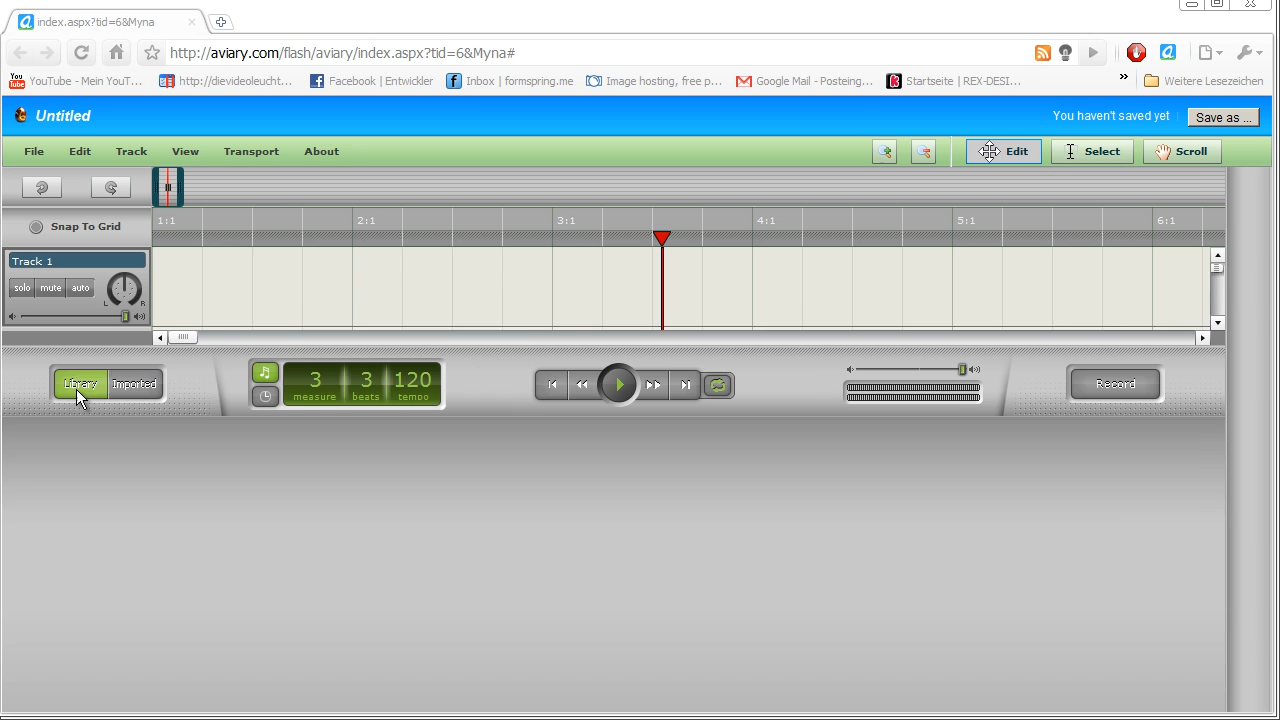 index.aspx?tid=6&Myna
http://aviary.com/flash/aviary/index.aspx?tid=6&Myna#
YouTube - Mein YouT... http://dievideoleucht... Facebook | Entwickler Inbox | formspring.me Image hosting, free p... Google Mail - Posteing... Startseite | REX-DESI... » Weitere Lesezeichen
Untitled You haven't saved yet Save as ...
File Edit Track View Transport About Edit Select Scroll
Snap To Grid 1:1 2:1 3:1 4:1 5:1 6:1
Track 1
solo mute auto L R
Library Imported 3 3 120 Record
measure beats tempo